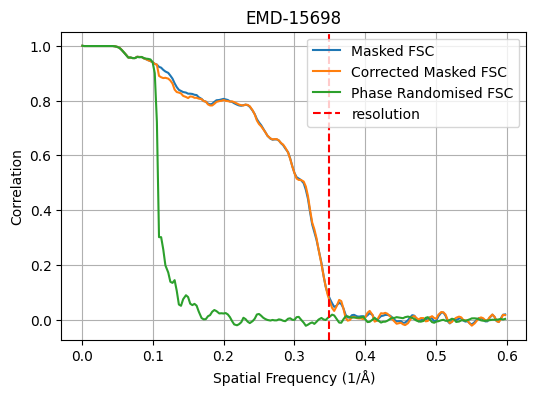 EMD-15698
Masked FSC
Corrected Masked FSC
Phase Randomised FSC
resolution
Correlation
1.0
0.8
0.6
0.4
0.2
0.0
0.0 0.1 0.2 0.3 0.4 0.5 0.6
Spatial Frequency (1/Å)